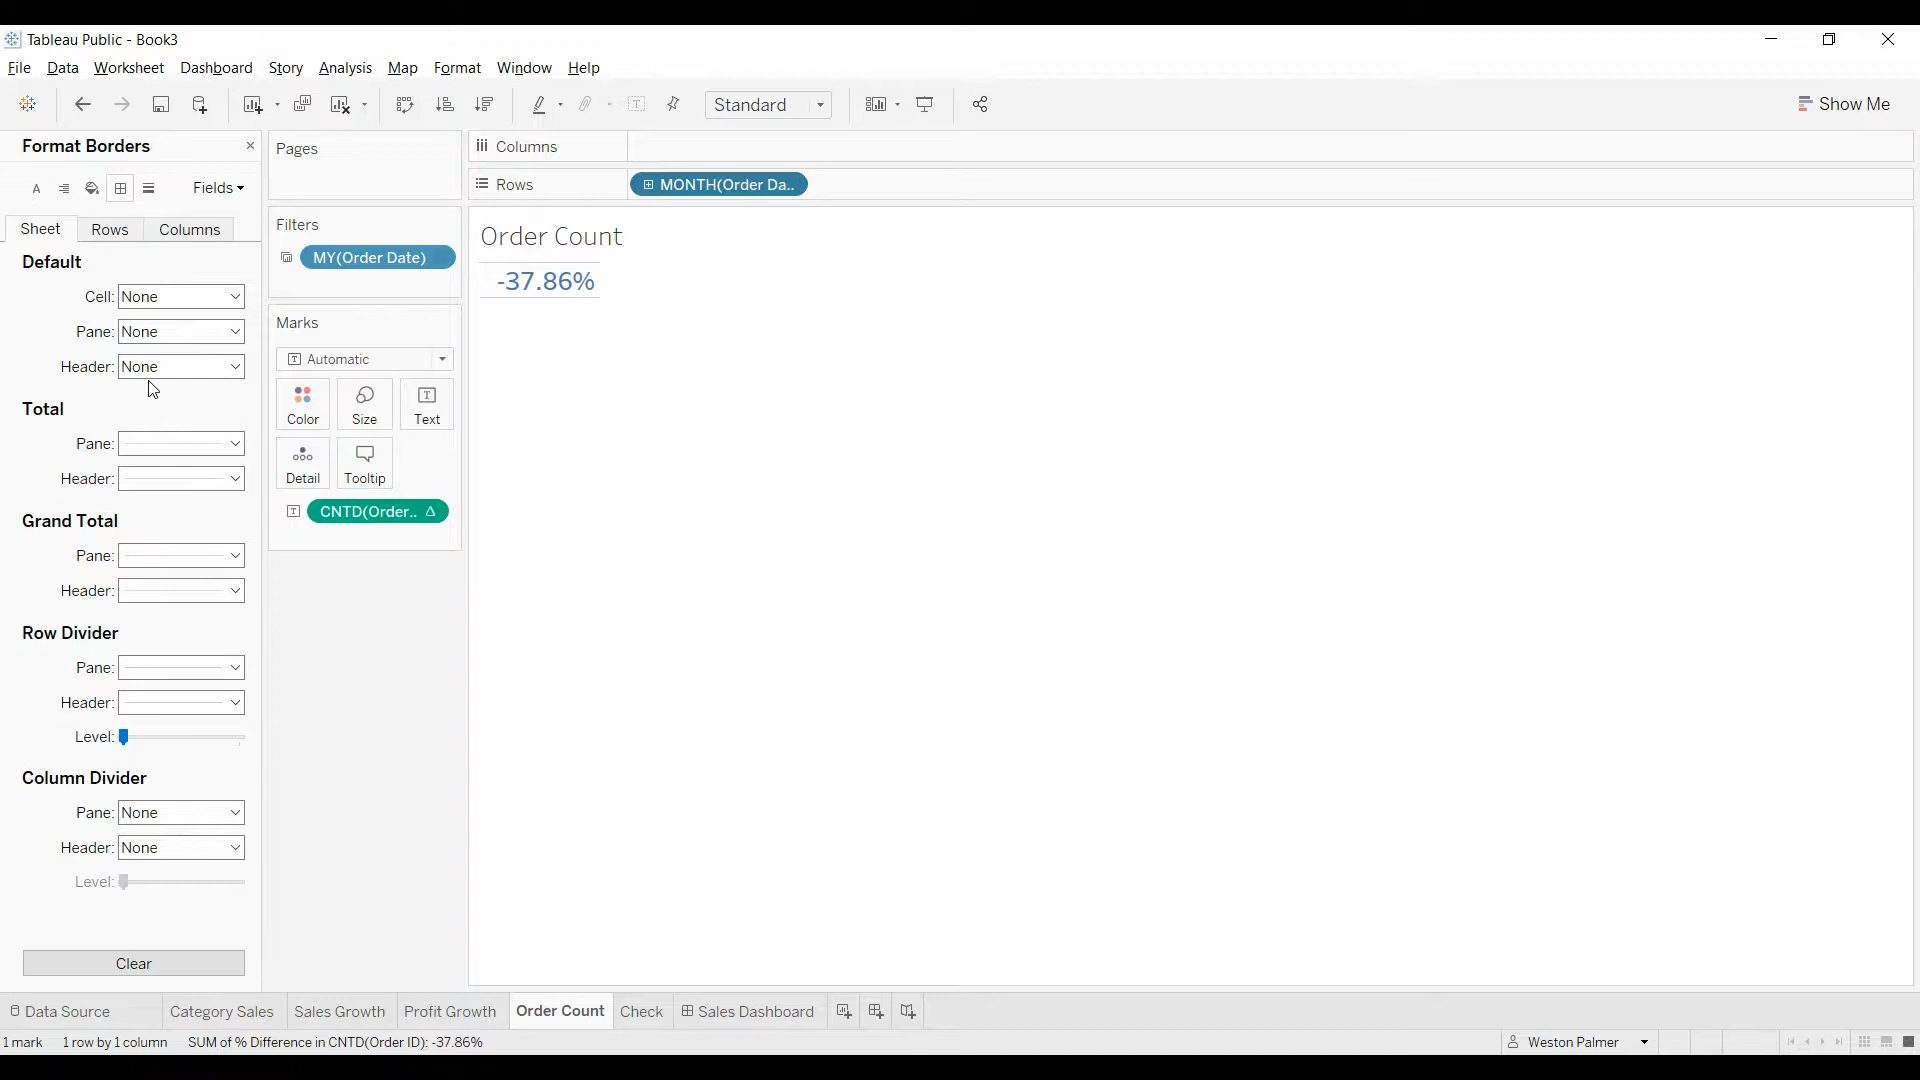 Tableau Public - Book3
File Data Worksheet Dashboard Story Analysis Map Format Window Help
Standard
Show Me
Format Borders
Fields
Sheet Rows Columns
Default
Cell: None
Pane: None
Header: None
Total
Pane:
Header:
Grand Total
Pane:
Header:
Row Divider
Pane:
Header:
Level:
Column Divider
Pane: None
Header: None
Level:
Clear
Pages
Filters
MY(Order Date)
Marks
Automatic
Color Size Text
Detail Tooltip
CNTD(Order.. Δ
Columns
Rows MONTH(Order Da..
Order Count
-37.86%
Data Source Category Sales Sales Growth Profit Growth Order Count Check Sales Dashboard
1 mark 1 row by 1 column SUM of % Difference in CNTD(Order ID): -37.86%
Weston Palmer